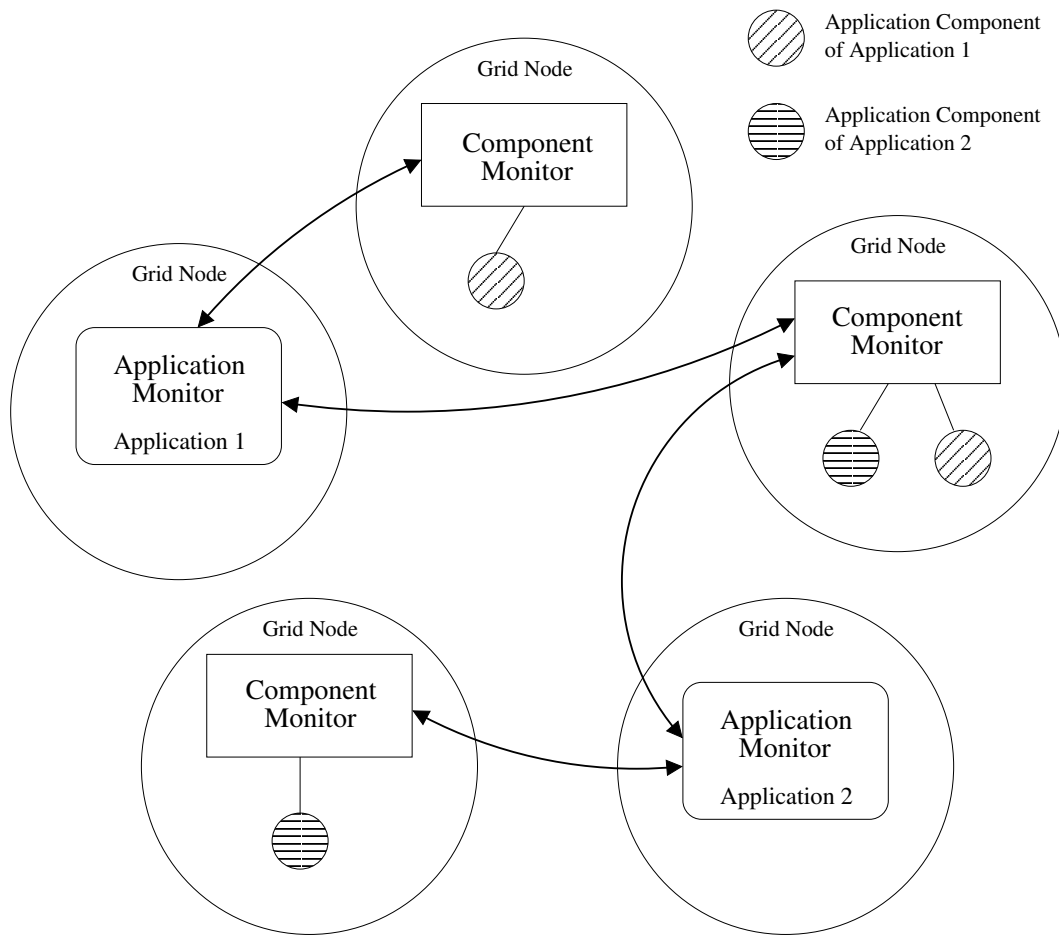 Application Component
of Application 1
Application Component
of Application 2
Grid Node
Component
Monitor
Grid Node
Application
Monitor
Application 1
Grid Node
Component
Monitor
Grid Node
Component
Monitor
Grid Node
Application
Monitor
Application 2